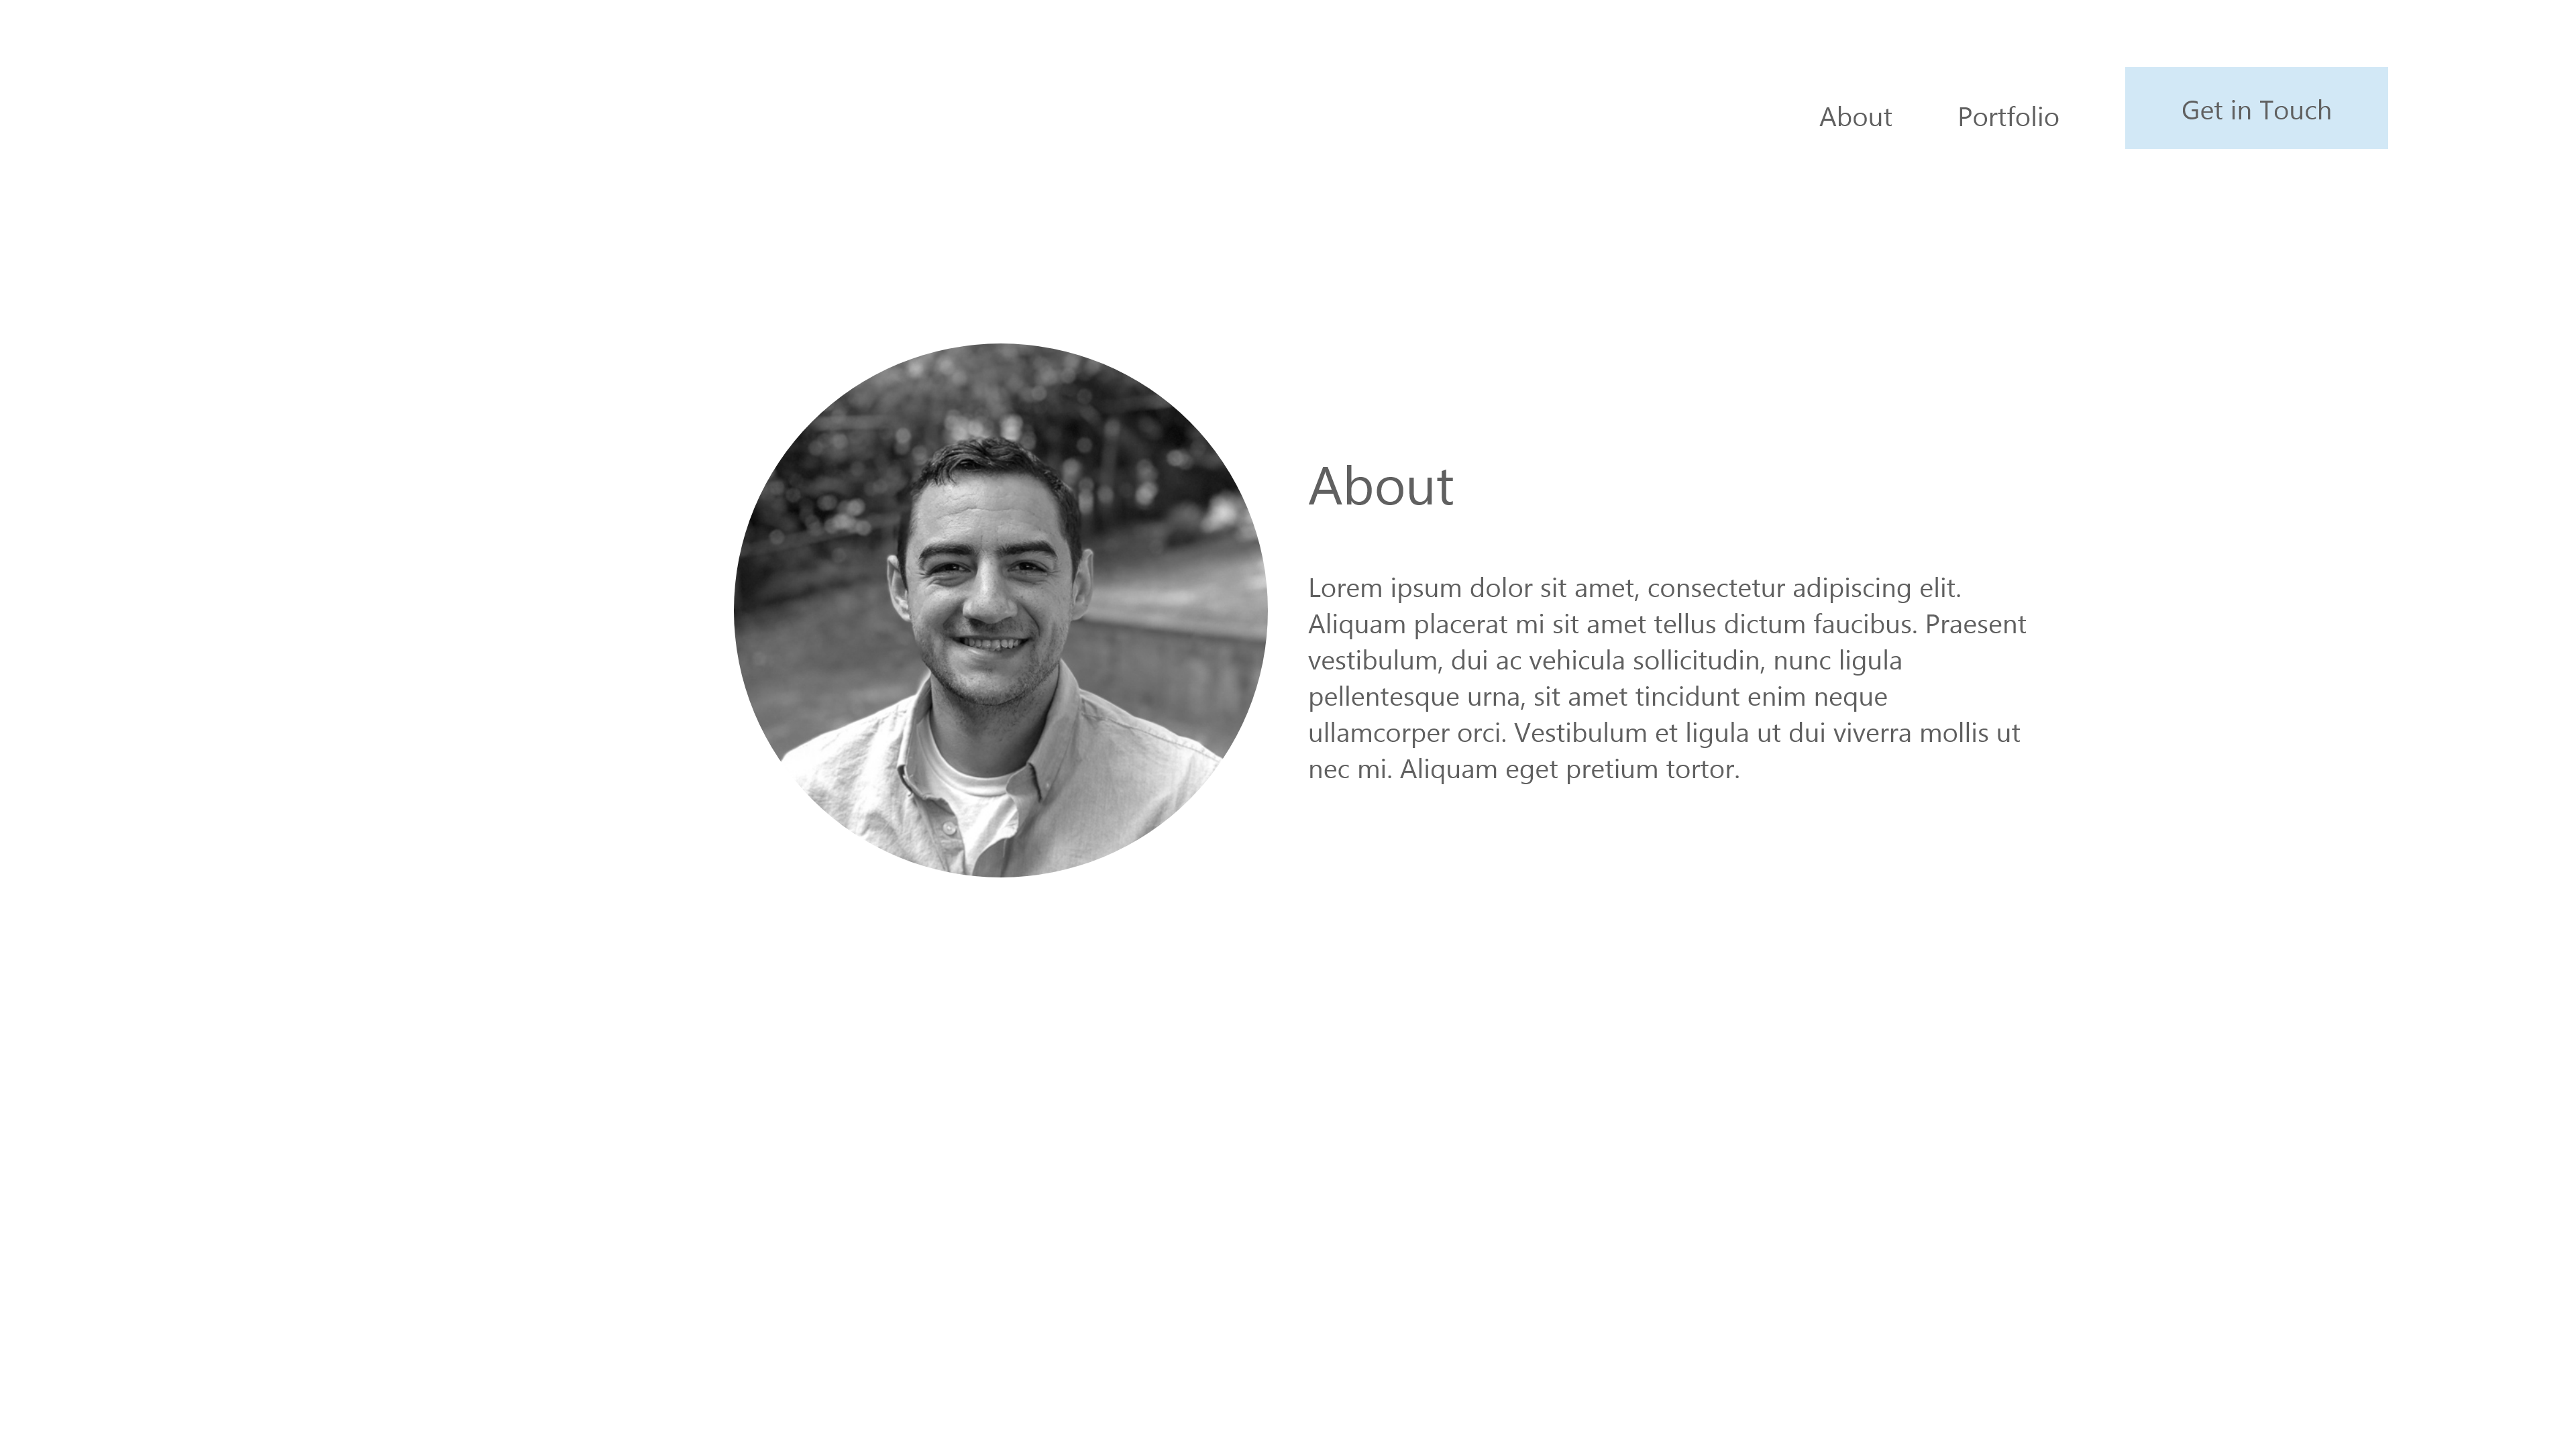 About
Portfolio
Get in Touch
About
Lorem ipsum dolor sit amet, consectetur adipiscing elit.
Aliquam placerat mi sit amet tellus dictum faucibus. Praesent
vestibulum, dui ac vehicula sollicitudin, nunc ligula
pellentesque urna, sit amet tincidunt enim neque
ullamcorper orci. Vestibulum et ligula ut dui viverra mollis ut
nec mi. Aliquam eget pretium tortor.